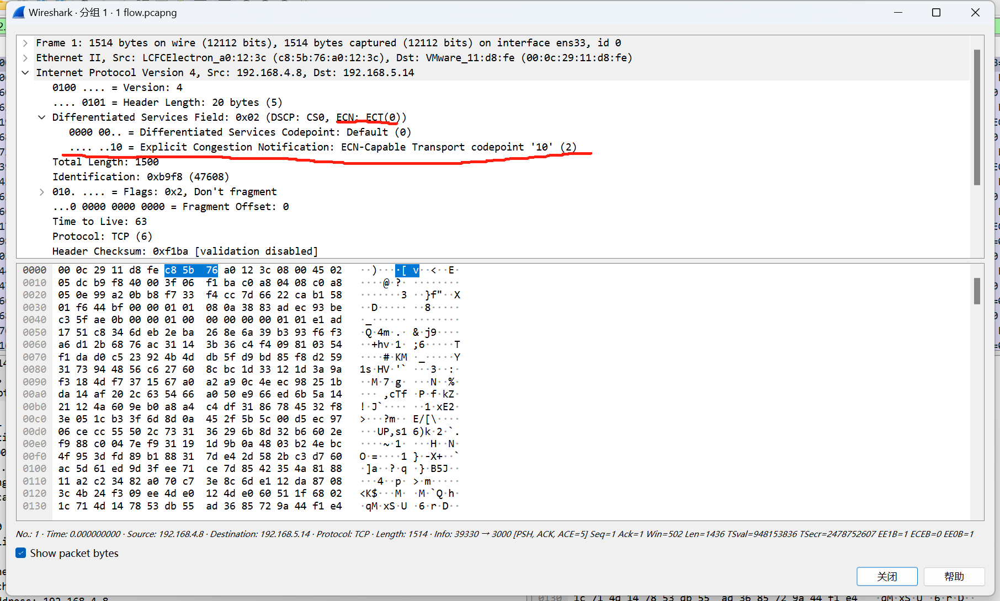 Wireshark · 分组 1 · 1 flow.pcapng
Frame 1: 1514 bytes on wire (12112 bits), 1514 bytes captured (12112 bits) on interface ens33, id 0
Ethernet II, Src: LCFCElectron_a0:12:3c (c8:5b:76:a0:12:3c), Dst: VMware_11:d8:fe (00:0c:29:11:d8:fe)
Internet Protocol Version 4, Src: 192.168.4.8, Dst: 192.168.5.14
0100 .... = Version: 4
.... 0101 = Header Length: 20 bytes (5)
Differentiated Services Field: 0x02 (DSCP: CS0, ECN: ECT(0))
0000 00.. = Differentiated Services Codepoint: Default (0)
.... ..10 = Explicit Congestion Notification: ECN-Capable Transport codepoint '10' (2)
Total Length: 1500
Identification: 0xb9f8 (47608)
010. .... = Flags: 0x2, Don't fragment
...0 0000 0000 0000 = Fragment Offset: 0
Time to Live: 63
Protocol: TCP (6)
Header Checksum: 0xf1ba [validation disabled]
0000 00 0c 29 11 d8 fe c8 5b 76 a0 12 3c 08 00 45 02 ··)····[ v··<··E·
0010 05 dc b9 f8 40 00 3f 06 f1 ba c0 a8 04 08 c0 a8 ····@·?· ········
0020 05 0e 99 a2 0b b8 f7 33 f4 cc 7d 66 22 ca b1 58 ·······3 ··}f"··X
0030 01 f6 44 bf 00 00 01 01 08 0a 38 83 ad ec 93 be ··D····· ··8·····
0040 c3 5f ae 0b 00 00 01 00 00 00 00 00 01 01 e1 ad ·_······ ········
0050 17 51 c8 34 6d eb 2e ba 26 8e 6a 39 b3 93 f6 f3 ·Q·4m·.· &·j9····
0060 a6 d1 2b 68 76 ac 31 14 3b 36 c4 f4 09 81 03 54 ··+hv·1· ;6·····T
0070 f1 da d0 c5 23 92 4b 4d db 5f d9 bd 85 f8 d2 59 ····#·KM ·_·····Y
0080 31 73 94 48 56 c6 27 60 8c bc 1d 33 12 1d 3a 9a 1s·HV·'` ···3··:·
0090 f3 18 4d f7 37 15 67 a0 a2 a9 0c 4e ec 98 25 1b ··M·7·g· ···N··%·
00a0 da 14 af 20 2c 63 54 66 a0 50 e9 66 ed 6b 5a 14 ··· ,cTf ·P·f·kZ·
00b0 21 12 4a 60 9e b0 a8 a4 c4 df 31 86 78 45 32 f8 !·J`···· ··1·xE2·
00c0 3e 05 1c b3 3f 6d 8d 0a 45 2f 5b 5c 00 d5 ec 97 >···?m·· E/[\····
00d0 06 ce cc 55 50 2c 73 31 36 29 6b 8d 32 b6 60 2e ···UP,s1 6)k·2·`.
00e0 f9 88 c0 04 7e f9 31 19 1d 9b 0a 48 03 b2 4e bc ····~·1· ···H··N·
00f0 4f 95 3d fd 89 b1 88 31 7d e4 2d 58 2b c3 d7 60 O·=····1 }·-X+··`
0100 ac 5d 61 ed 9d 3f ee 71 ce 7d 85 42 35 4a 81 88 ·]a··?·q ·}·B5J··
0110 11 a2 c2 34 82 a0 70 c7 3e 8c 6d e1 12 da 87 08 ···4··p· >·m·····
0120 3c 4b 24 f3 09 ee 4d e0 12 4d e0 60 51 1f 68 02 <K$···M· ·M·`Q·h·
0130 1c 71 4d 14 78 53 db 55 ad 36 85 72 9a 44 f1 e4 ·qM·xS·U ·6·r·D··
No.: 1 · Time: 0.000000000 · Source: 192.168.4.8 · Destination: 192.168.5.14 · Protocol: TCP · Length: 1514 · Info: 39330 → 3000 [PSH, ACK, ACE=5] Seq=1 Ack=1 Win=502 Len=1436 TSval=948153836 TSecr=2478752607 EE1B=1 ECEB=0 EE0B=1
Show packet bytes
关闭 帮助